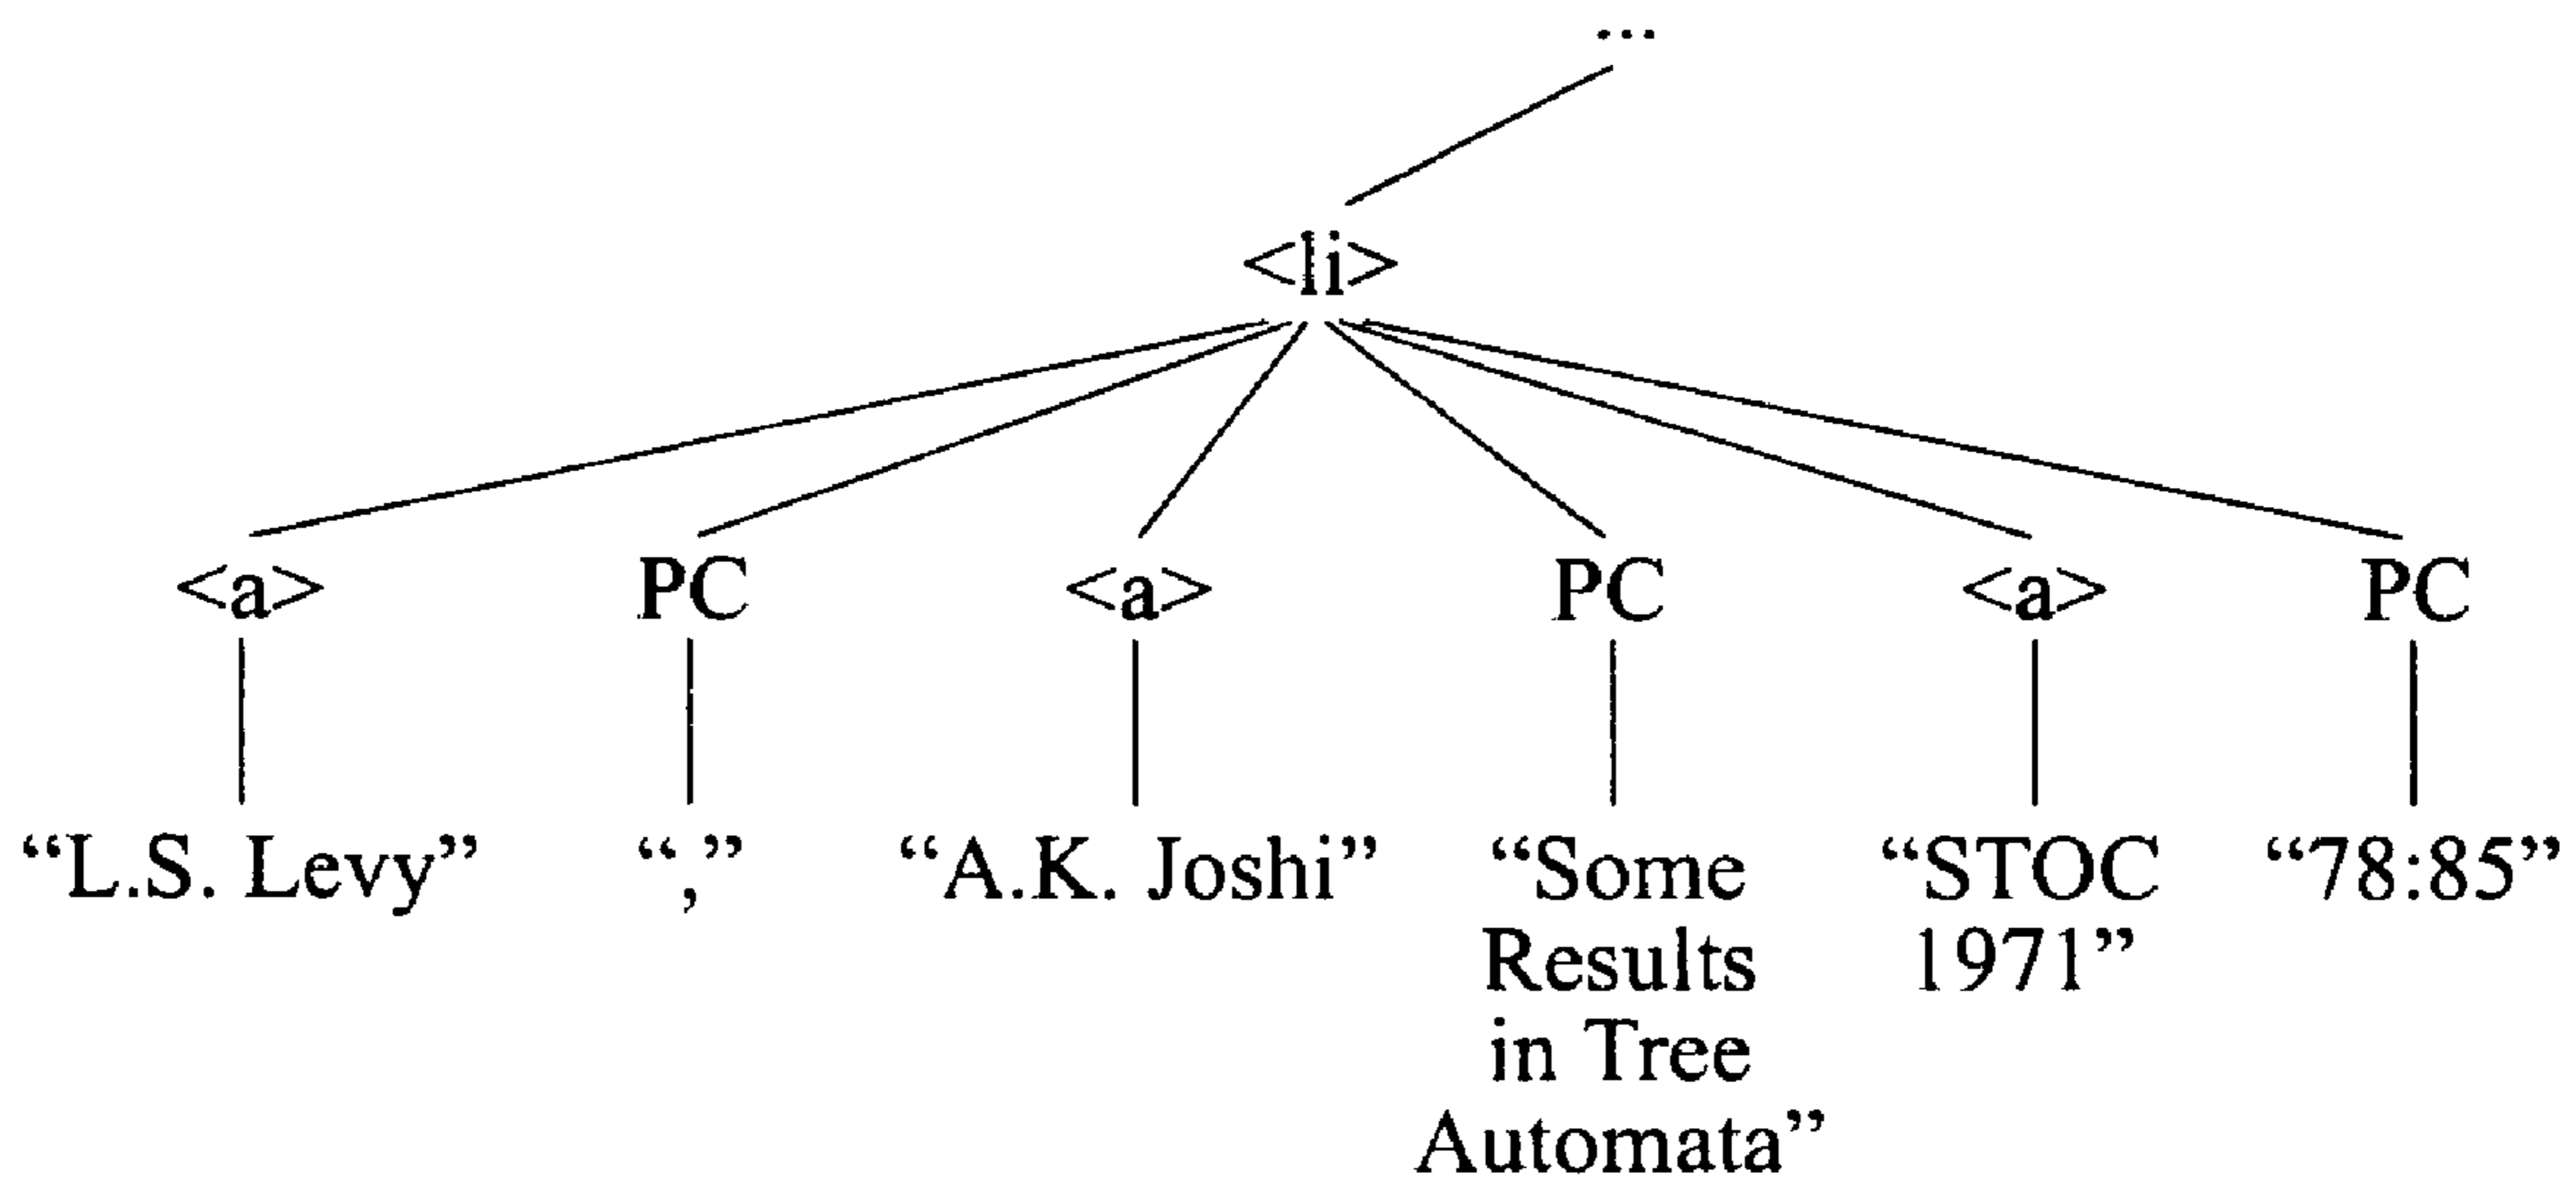 ...
<li>
<a> PC <a> PC <a> PC
“L.S. Levy” “,” “A.K. Joshi” “Some “STOC “78:85”
Results 1971”
in Tree
Automata”